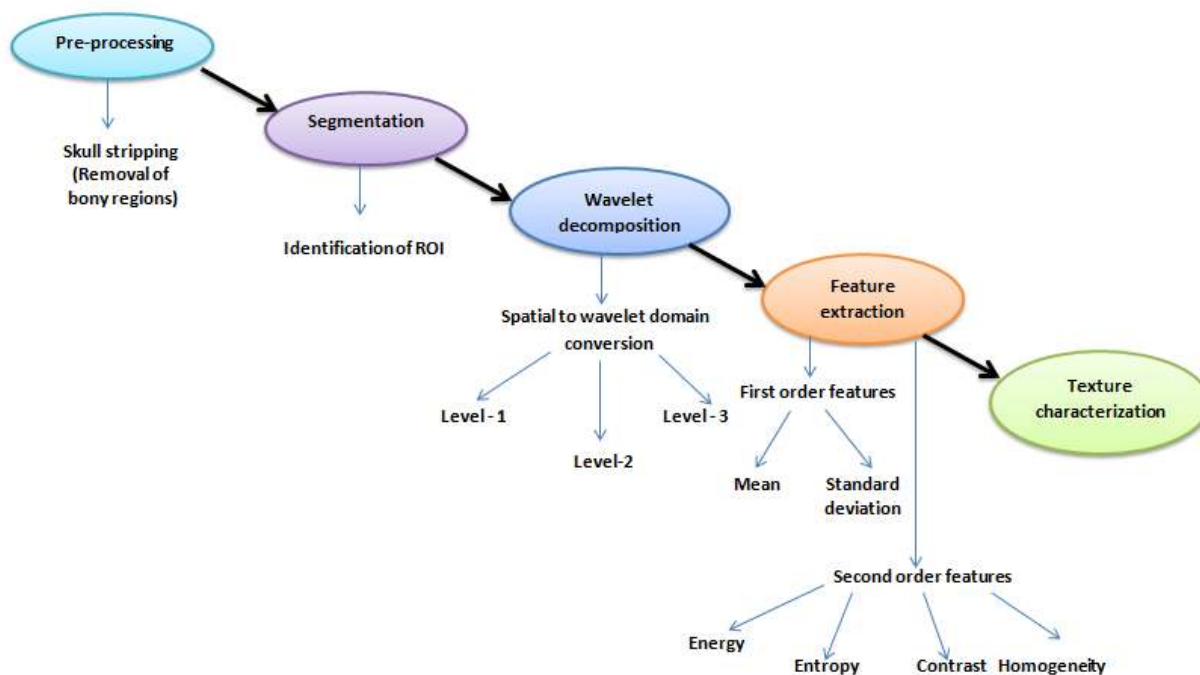 Pre-processing
Skull stripping
(Removal of
bony regions)
Segmentation
Identification of ROI
Wavelet
decomposition
Spatial to wavelet domain
conversion
Level - 1
Level-2
Level - 3
Feature
extraction
First order features
Mean
Standard
deviation
Second order features
Energy
Entropy
Contrast
Homogeneity
Texture
characterization